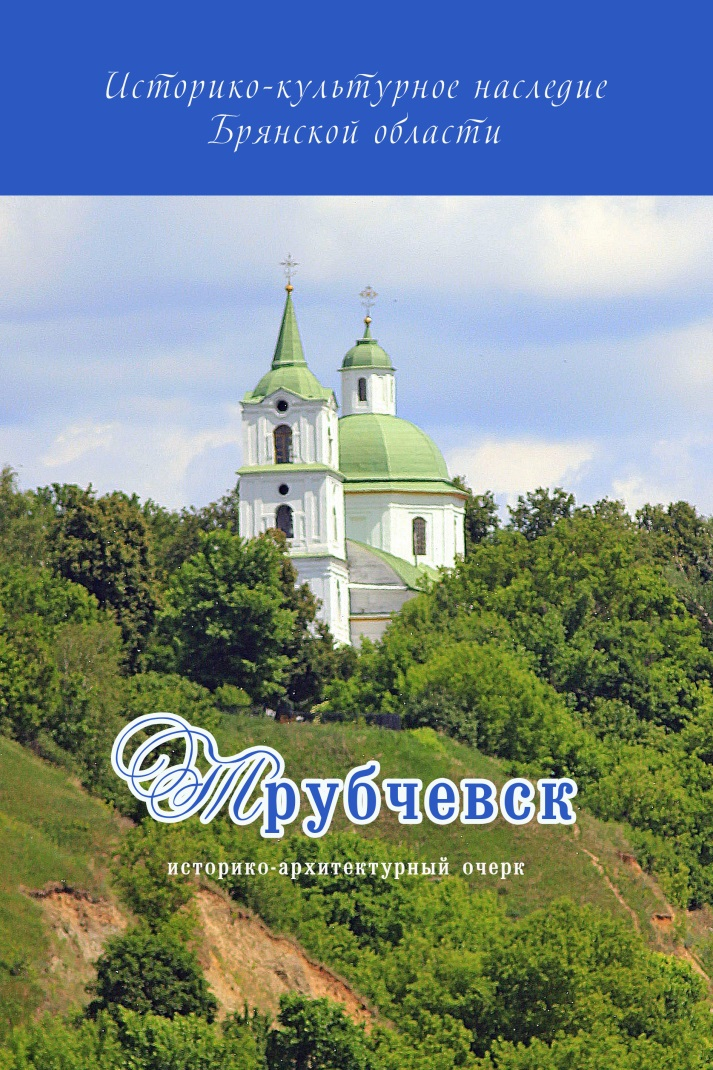 Историко-культурное наследие
Брянской области
Трубчевск
историко-архитектурный очерк